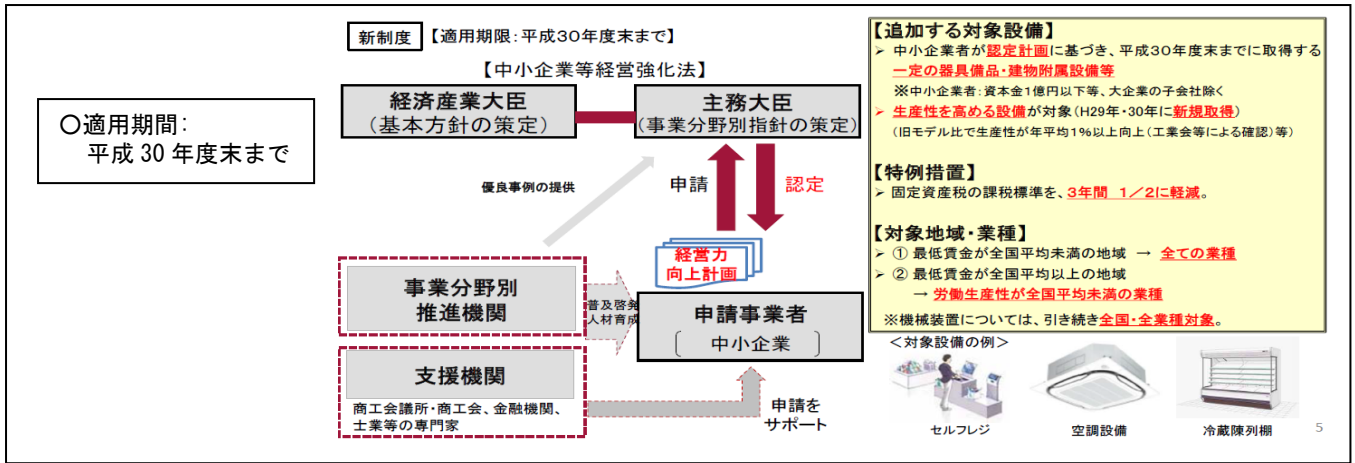 〇適用期間:
平成 30 年度末まで
新制度 【適用期限:平成30年度末まで】
【中小企業等経営強化法】
経済産業大臣
(基本方針の策定)
主務大臣
(事業分野別指針の策定)
優良事例の提供
申請
認定
経営力
向上計画
事業分野別
推進機関
普及啓発
人材育成
申請事業者
〔 中小企業 〕
支援機関
商工会議所・商工会、金融機関、
士業等の専門家
申請を
サポート
【追加する対象設備】
➢ 中小企業者が認定計画に基づき、平成30年度末までに取得する
一定の器具備品・建物附属設備等
※中小企業者:資本金1億円以下等、大企業の子会社除く
➢ 生産性を高める設備が対象(H29年・30年に新規取得)
(旧モデル比で生産性が年平均1%以上向上(工業会等による確認)等)
【特例措置】
➢ 固定資産税の課税標準を、3年間 1/2に軽減。
【対象地域・業種】
➢ ① 最低賃金が全国平均未満の地域 → 全ての業種
➢ ② 最低賃金が全国平均以上の地域
→ 労働生産性が全国平均未満の業種
※機械装置については、引き続き全国・全業種対象。
<対象設備の例>
セルフレジ
空調設備
冷蔵陳列棚
5